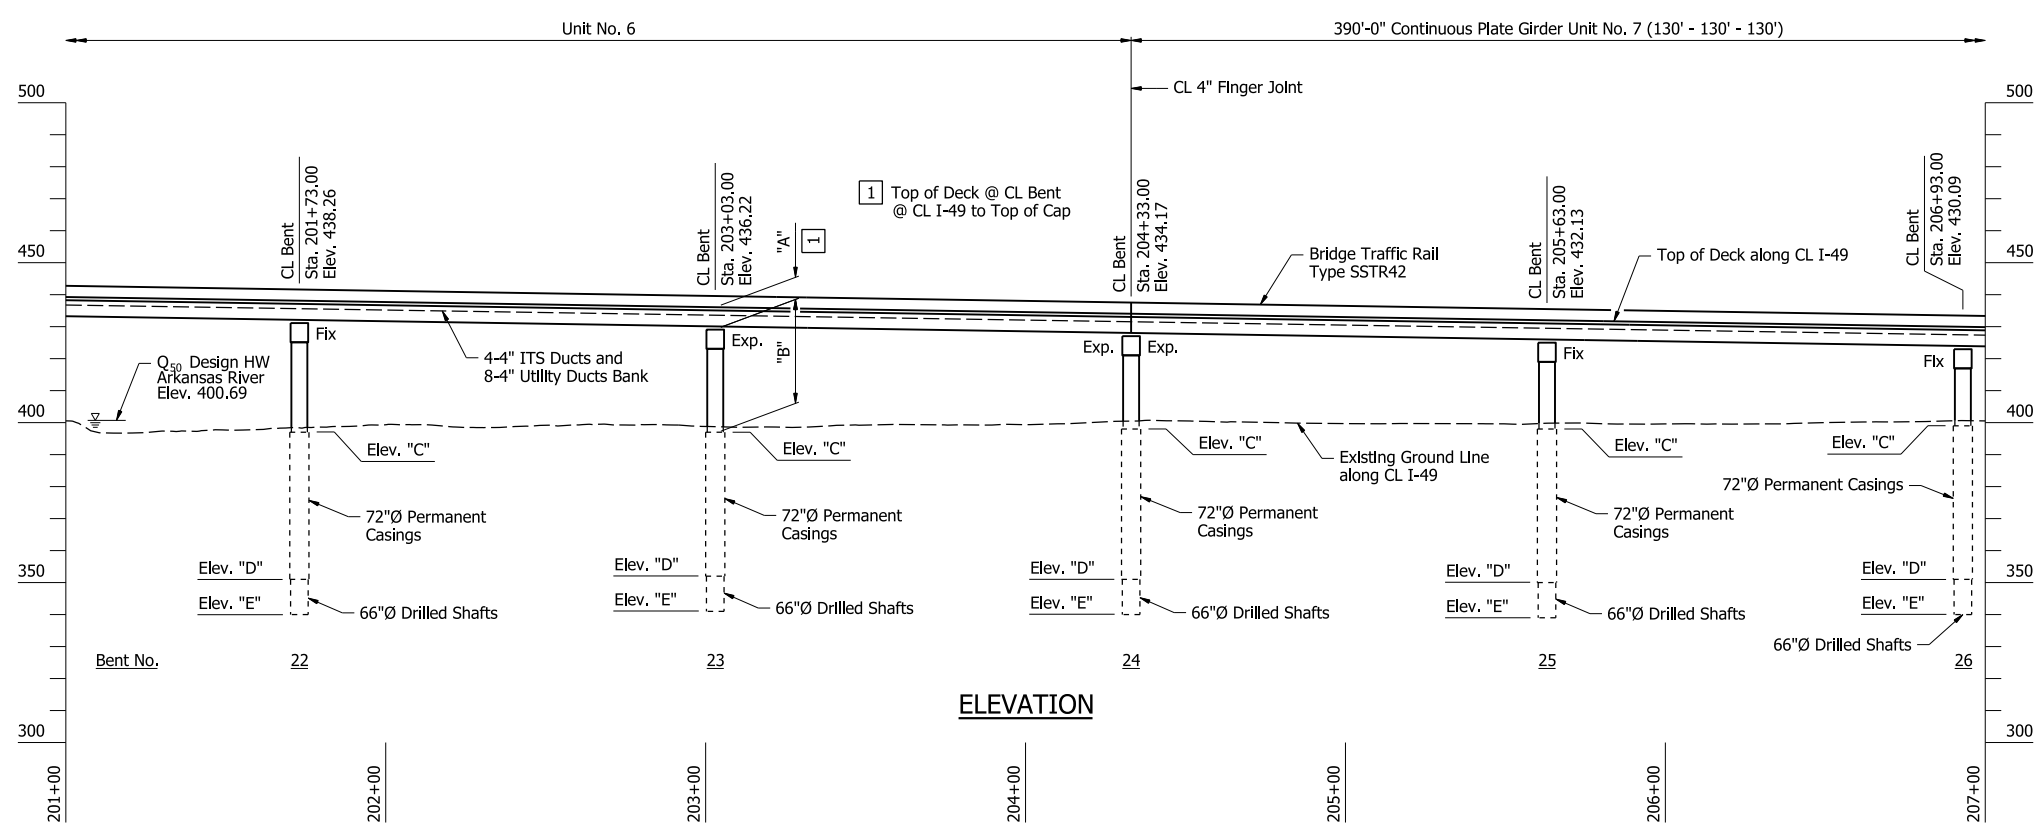 Unit No. 6
390'-0" Continuous Plate Girder Unit No. 7 (130' - 130' - 130')
CL 4" Finger Joint
500
450
400
350
300
500
450
400
350
300
CL Bent
Sta. 201+73.00
Elev. 438.26
CL Bent
Sta. 203+03.00
Elev. 436.22
CL Bent
Sta. 204+33.00
Elev. 434.17
CL Bent
Sta. 205+63.00
Elev. 432.13
CL Bent
Sta. 206+93.00
Elev. 430.09
"A"
1
1 Top of Deck @ CL Bent
@ CL I-49 to Top of Cap
Bridge Traffic Rail
Type SSTR42
Top of Deck along CL I-49
Fix
Exp.
Exp.
Exp.
Fix
Fix
"B"
4-4" ITS Ducts and
8-4" Utility Ducts Bank
Q50 Design HW
Arkansas River
Elev. 400.69
Elev. "C"
Elev. "C"
Elev. "C"
Elev. "C"
Elev. "C"
Existing Ground Line
along CL I-49
72"Ø Permanent
Casings
72"Ø Permanent
Casings
72"Ø Permanent
Casings
72"Ø Permanent
Casings
72"Ø Permanent Casings
Elev. "D"
Elev. "D"
Elev. "D"
Elev. "D"
Elev. "D"
Elev. "E"
Elev. "E"
Elev. "E"
Elev. "E"
Elev. "E"
66"Ø Drilled Shafts
66"Ø Drilled Shafts
66"Ø Drilled Shafts
66"Ø Drilled Shafts
66"Ø Drilled Shafts
Bent No.
22
23
24
25
26
ELEVATION
201+00
202+00
203+00
204+00
205+00
206+00
207+00